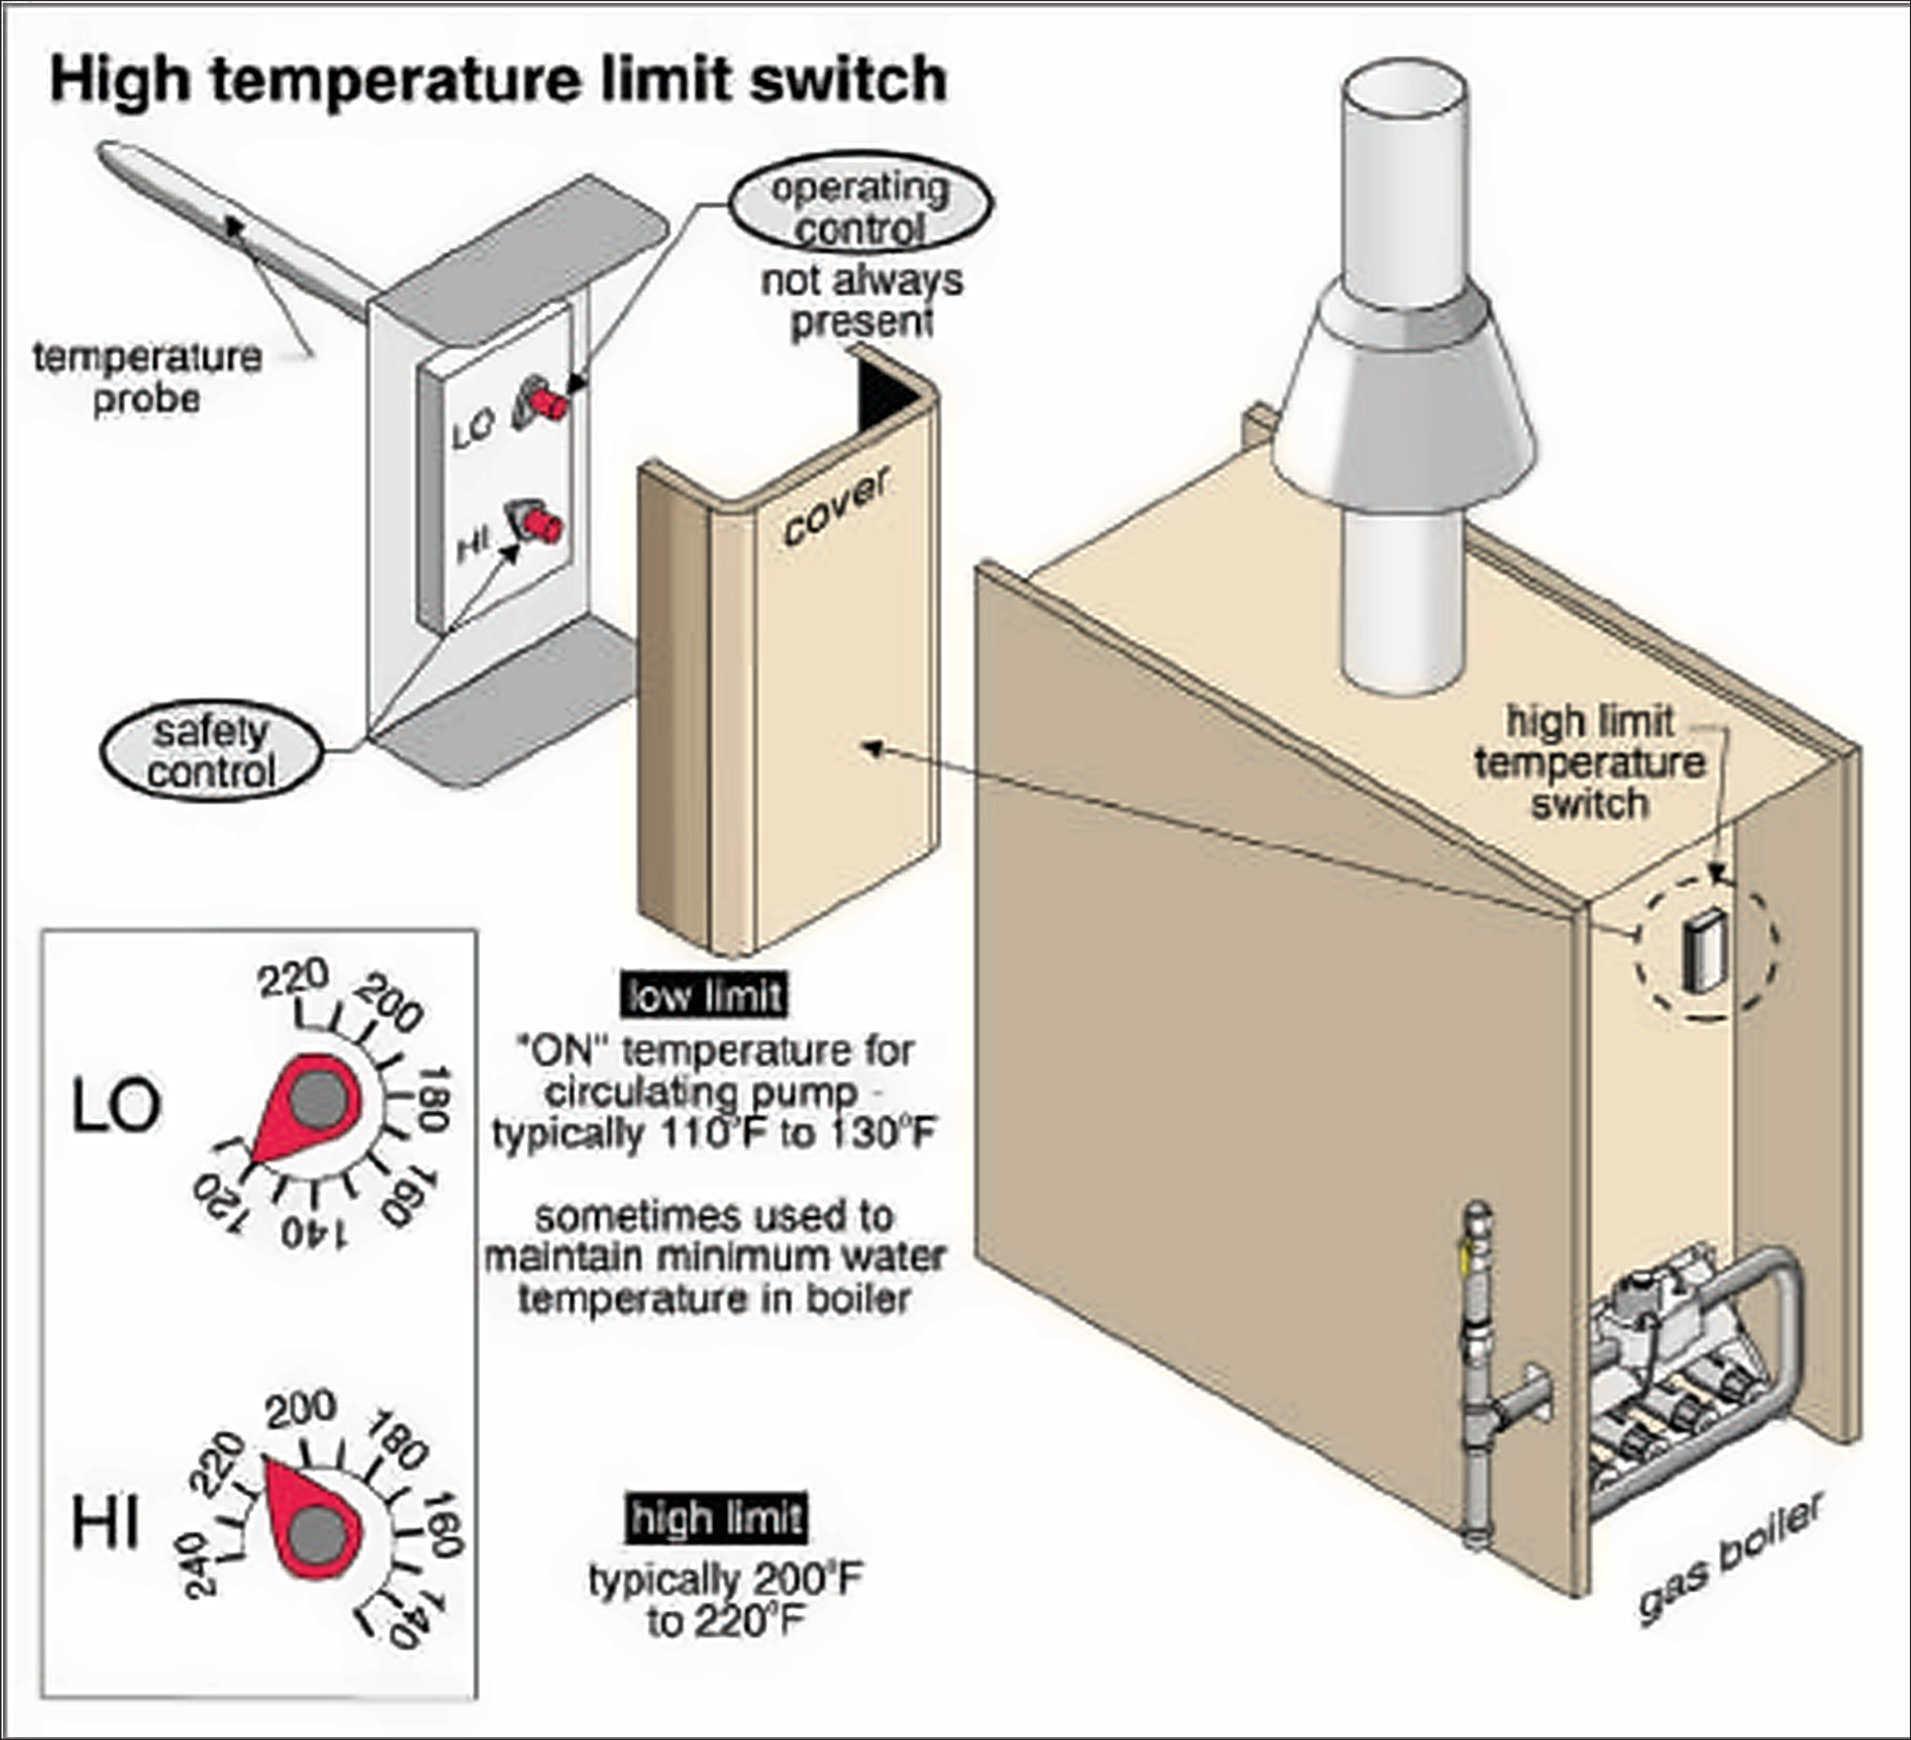 High temperature limit switch
operating
control
not always
present
temperature
probe
LO
HI
cover
safety
control
high limit
temperature
switch
220
200
180
160
140
120
LO
low limit
"ON" temperature for
circulating pump -
typically 110°F to 130°F
sometimes used to
maintain minimum water
temperature in boiler
200
180
160
140
220
240
HI
high limit
typically 200°F
to 220°F
gas boiler